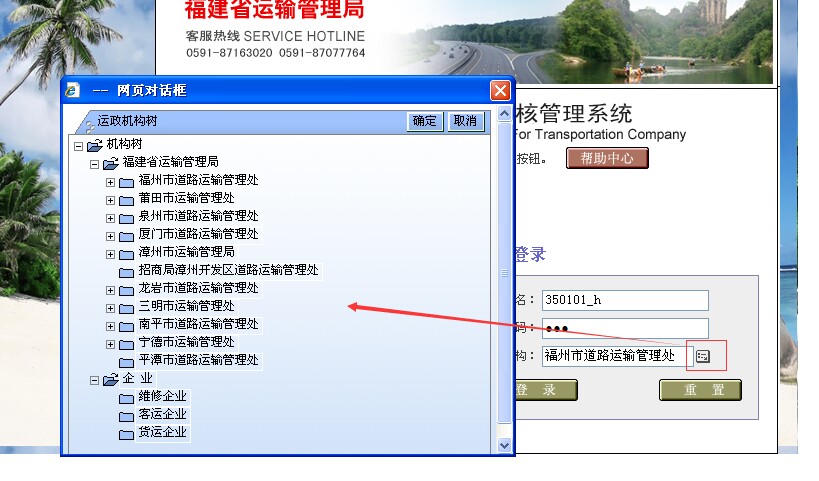 福建省运输管理局
客服热线 SERVICE HOTLINE
0591-87163020 0591-87077764
-- 网页对话框
运政机构树
确定
取消
机构树
福建省运输管理局
福州市道路运输管理处
莆田市运输管理处
泉州市道路运输管理处
厦门市道路运输管理处
漳州市运输管理局
招商局漳州开发区道路运输管理处
龙岩市道路运输管理处
三明市运输管理处
南平市道路运输管理处
宁德市运输管理处
平潭市道路运输管理处
企 业
维修企业
客运企业
货运企业
核管理系统
For Transportation Company
按钮。
帮助中心
登录
名：
350101_h
码：
●●●
构：
福州市道路运输管理处
登 录
重 置